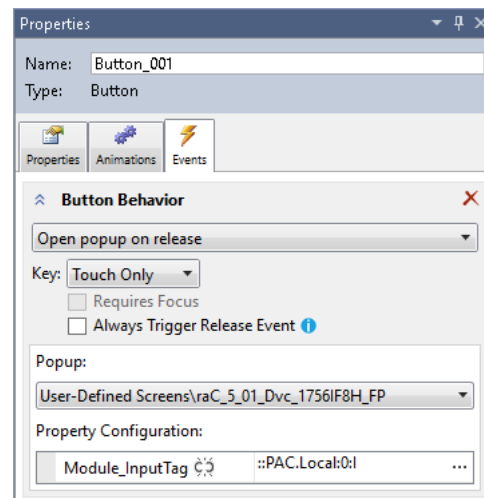 Properties
Name: Button_001
Type: Button
Properties Animations Events
Button Behavior
Open popup on release
Key: Touch Only
Requires Focus
Always Trigger Release Event
Popup:
User-Defined Screens\raC_5_01_Dvc_1756IF8H_FP
Property Configuration:
Module_InputTag ::PAC.Local:0:I ...